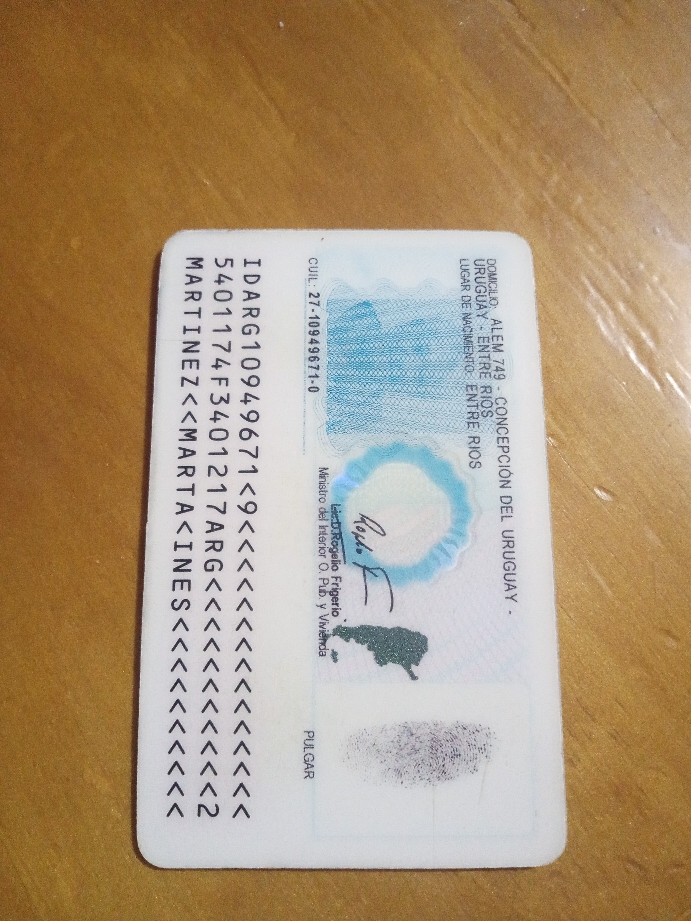 DOMICILIO: ALEM 749 - CONCEPCIÓN DEL URUGUAY -
URUGUAY - ENTRE RIOS
LUGAR DE NACIMIENTO: ENTRE RIOS
CUIL: 27-10949671-0
Lic.D.Rogelio Frigerio
Ministro del Interior O. Pub. y Vivienda
PULGAR
IDARG10949671<9<<<<<<<<<<<<<<<
5401174F3401217ARG<<<<<<<<<<<2
MARTINEZ<<MARTA<INES<<<<<<<<<<